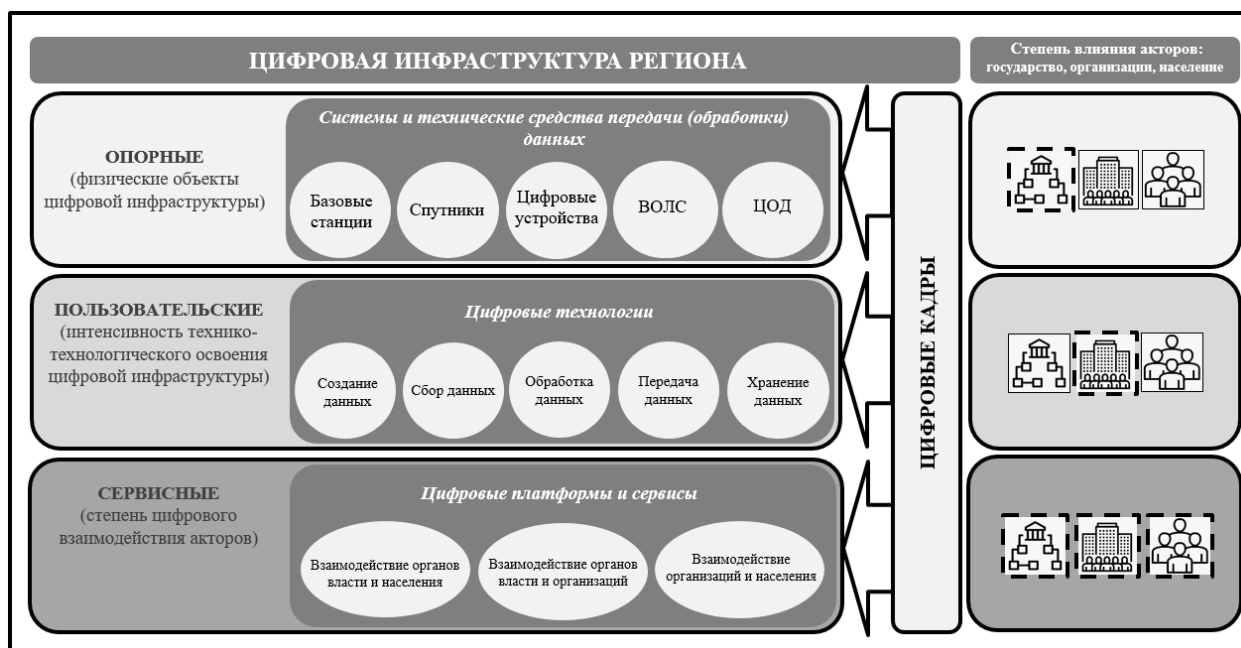 ЦИФРОВАЯ ИНФРАСТРУКТУРА РЕГИОНА
Степень влияния акторов:
государство, организации, население
ОПОРНЫЕ
(физические объекты
цифровой инфраструктуры)
Системы и технические средства передачи (обработки)
данных
Базовые
станции
Спутники
Цифровые
устройства
ВОЛС
ЦОД
ПОЛЬЗОВАТЕЛЬСКИЕ
(интенсивность технико-
технологического освоения
цифровой инфраструктуры)
Цифровые технологии
Создание
данных
Сбор данных
Обработка
данных
Передача
данных
Хранение
данных
СЕРВИСНЫЕ
(степень цифрового
взаимодействия акторов)
Цифровые платформы и сервисы
Взаимодействие органов
власти и населения
Взаимодействие органов
власти и организаций
Взаимодействие
организаций и населения
ЦИФРОВЫЕ КАДРЫ